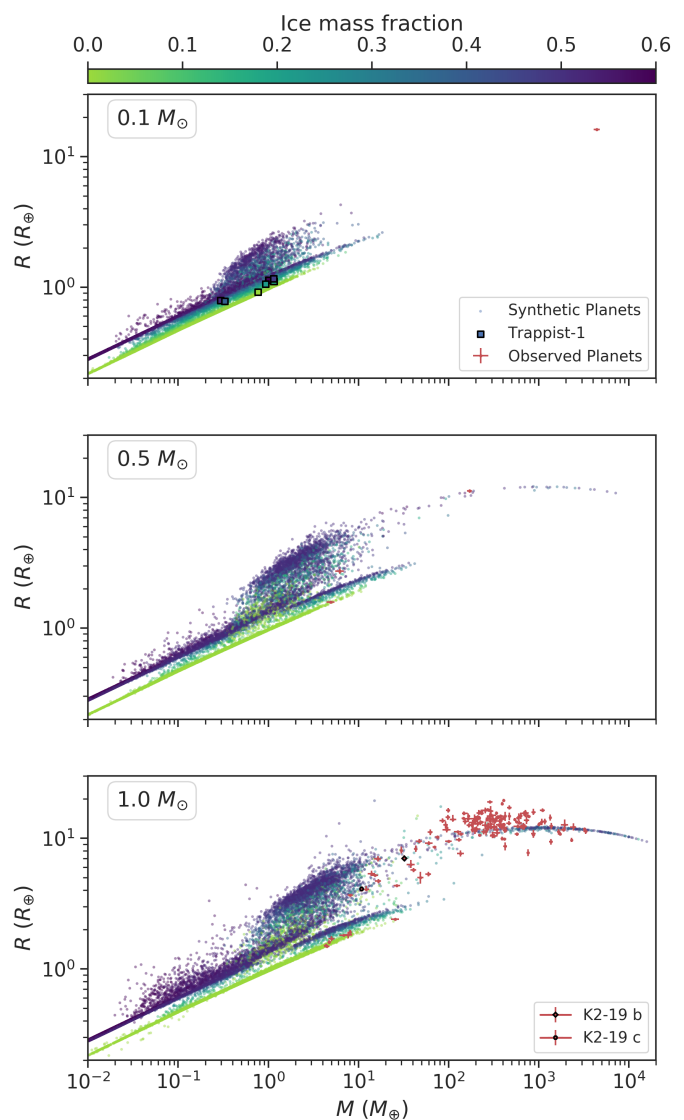 Ice mass fraction
0.0 0.1 0.2 0.3 0.4 0.5 0.6
0.1 M⊙
10¹
10⁰
R (R⊕)
Synthetic Planets
Trappist-1
Observed Planets
0.5 M⊙
10¹
10⁰
R (R⊕)
1.0 M⊙
10¹
10⁰
R (R⊕)
K2-19 b
K2-19 c
10⁻² 10⁻¹ 10⁰ 10¹ 10² 10³ 10⁴
M (M⊕)